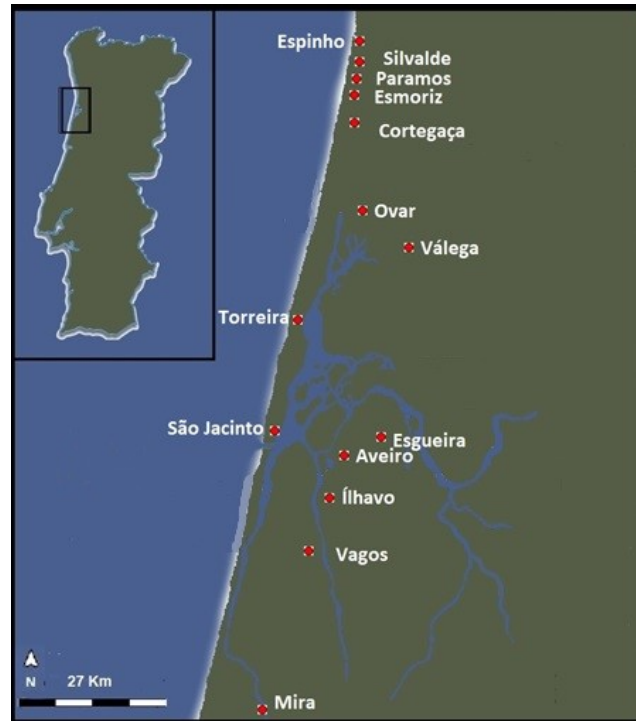 Espinho
Silvalde
Paramos
Esmoriz
Cortegaça
Ovar
Válega
Torreira
São Jacinto
Esgueira
Aveiro
Ílhavo
Vagos
N 27 Km
Mira